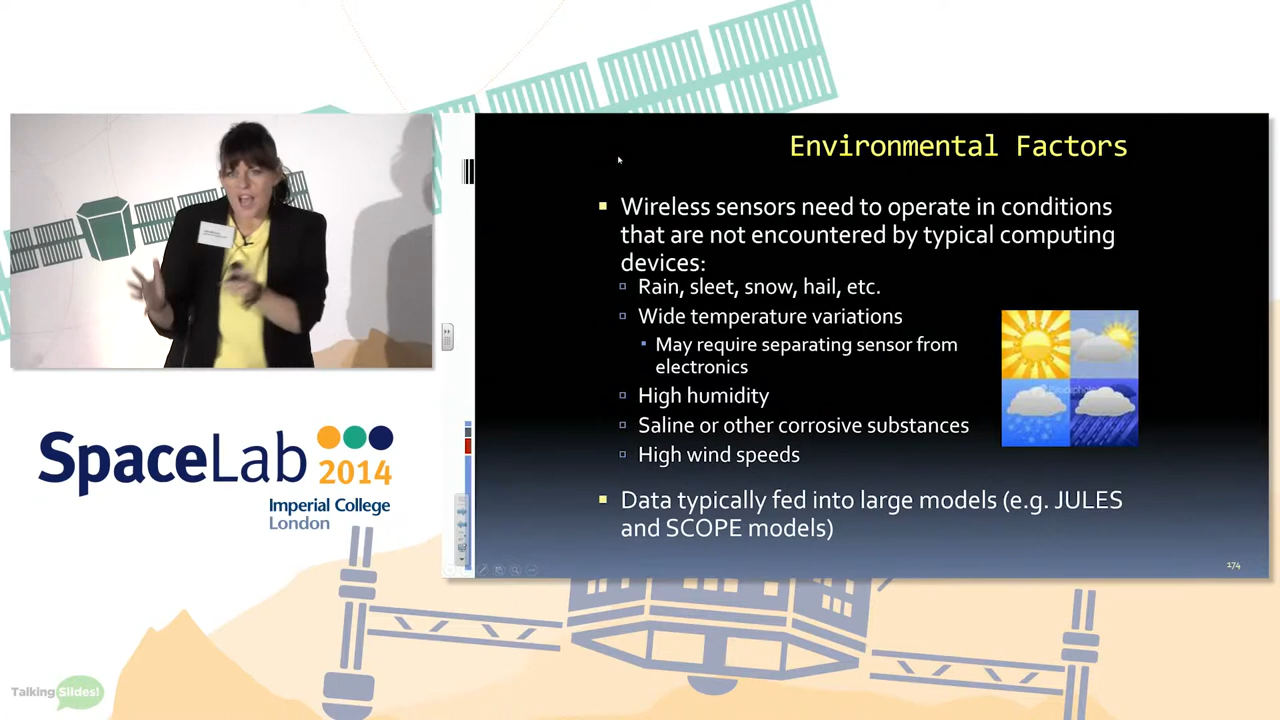 Environmental Factors
Wireless sensors need to operate in conditions
that are not encountered by typical computing
devices:
Rain, sleet, snow, hail, etc.
Wide temperature variations
May require separating sensor from
electronics
High humidity
Saline or other corrosive substances
High wind speeds
Data typically fed into large models (e.g. JULES
and SCOPE models)
174
SpaceLab
2014
Imperial College
London
Talking Slides!